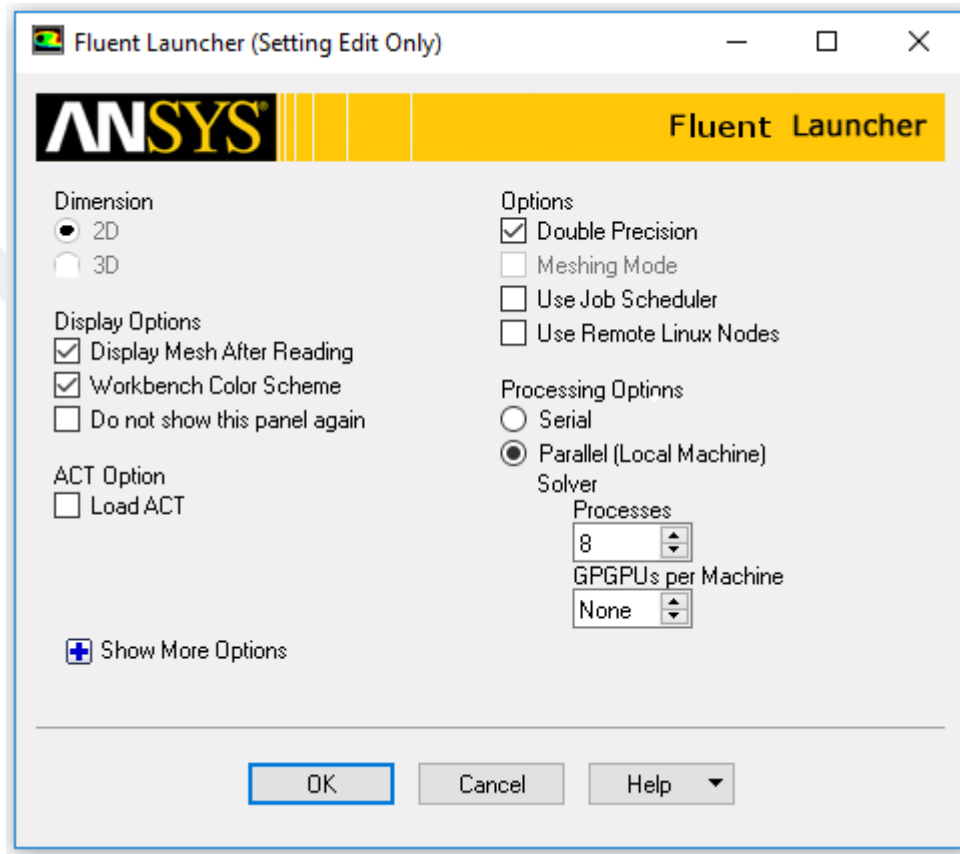 Fluent Launcher (Setting Edit Only)
ANSYS®
Fluent Launcher
Dimension
2D
3D
Display Options
Display Mesh After Reading
Workbench Color Scheme
Do not show this panel again
ACT Option
Load ACT
Show More Options
Options
Double Precision
Meshing Mode
Use Job Scheduler
Use Remote Linux Nodes
Processing Options
Serial
Parallel (Local Machine)
Solver
Processes
8
GPGPUs per Machine
None
OK
Cancel
Help